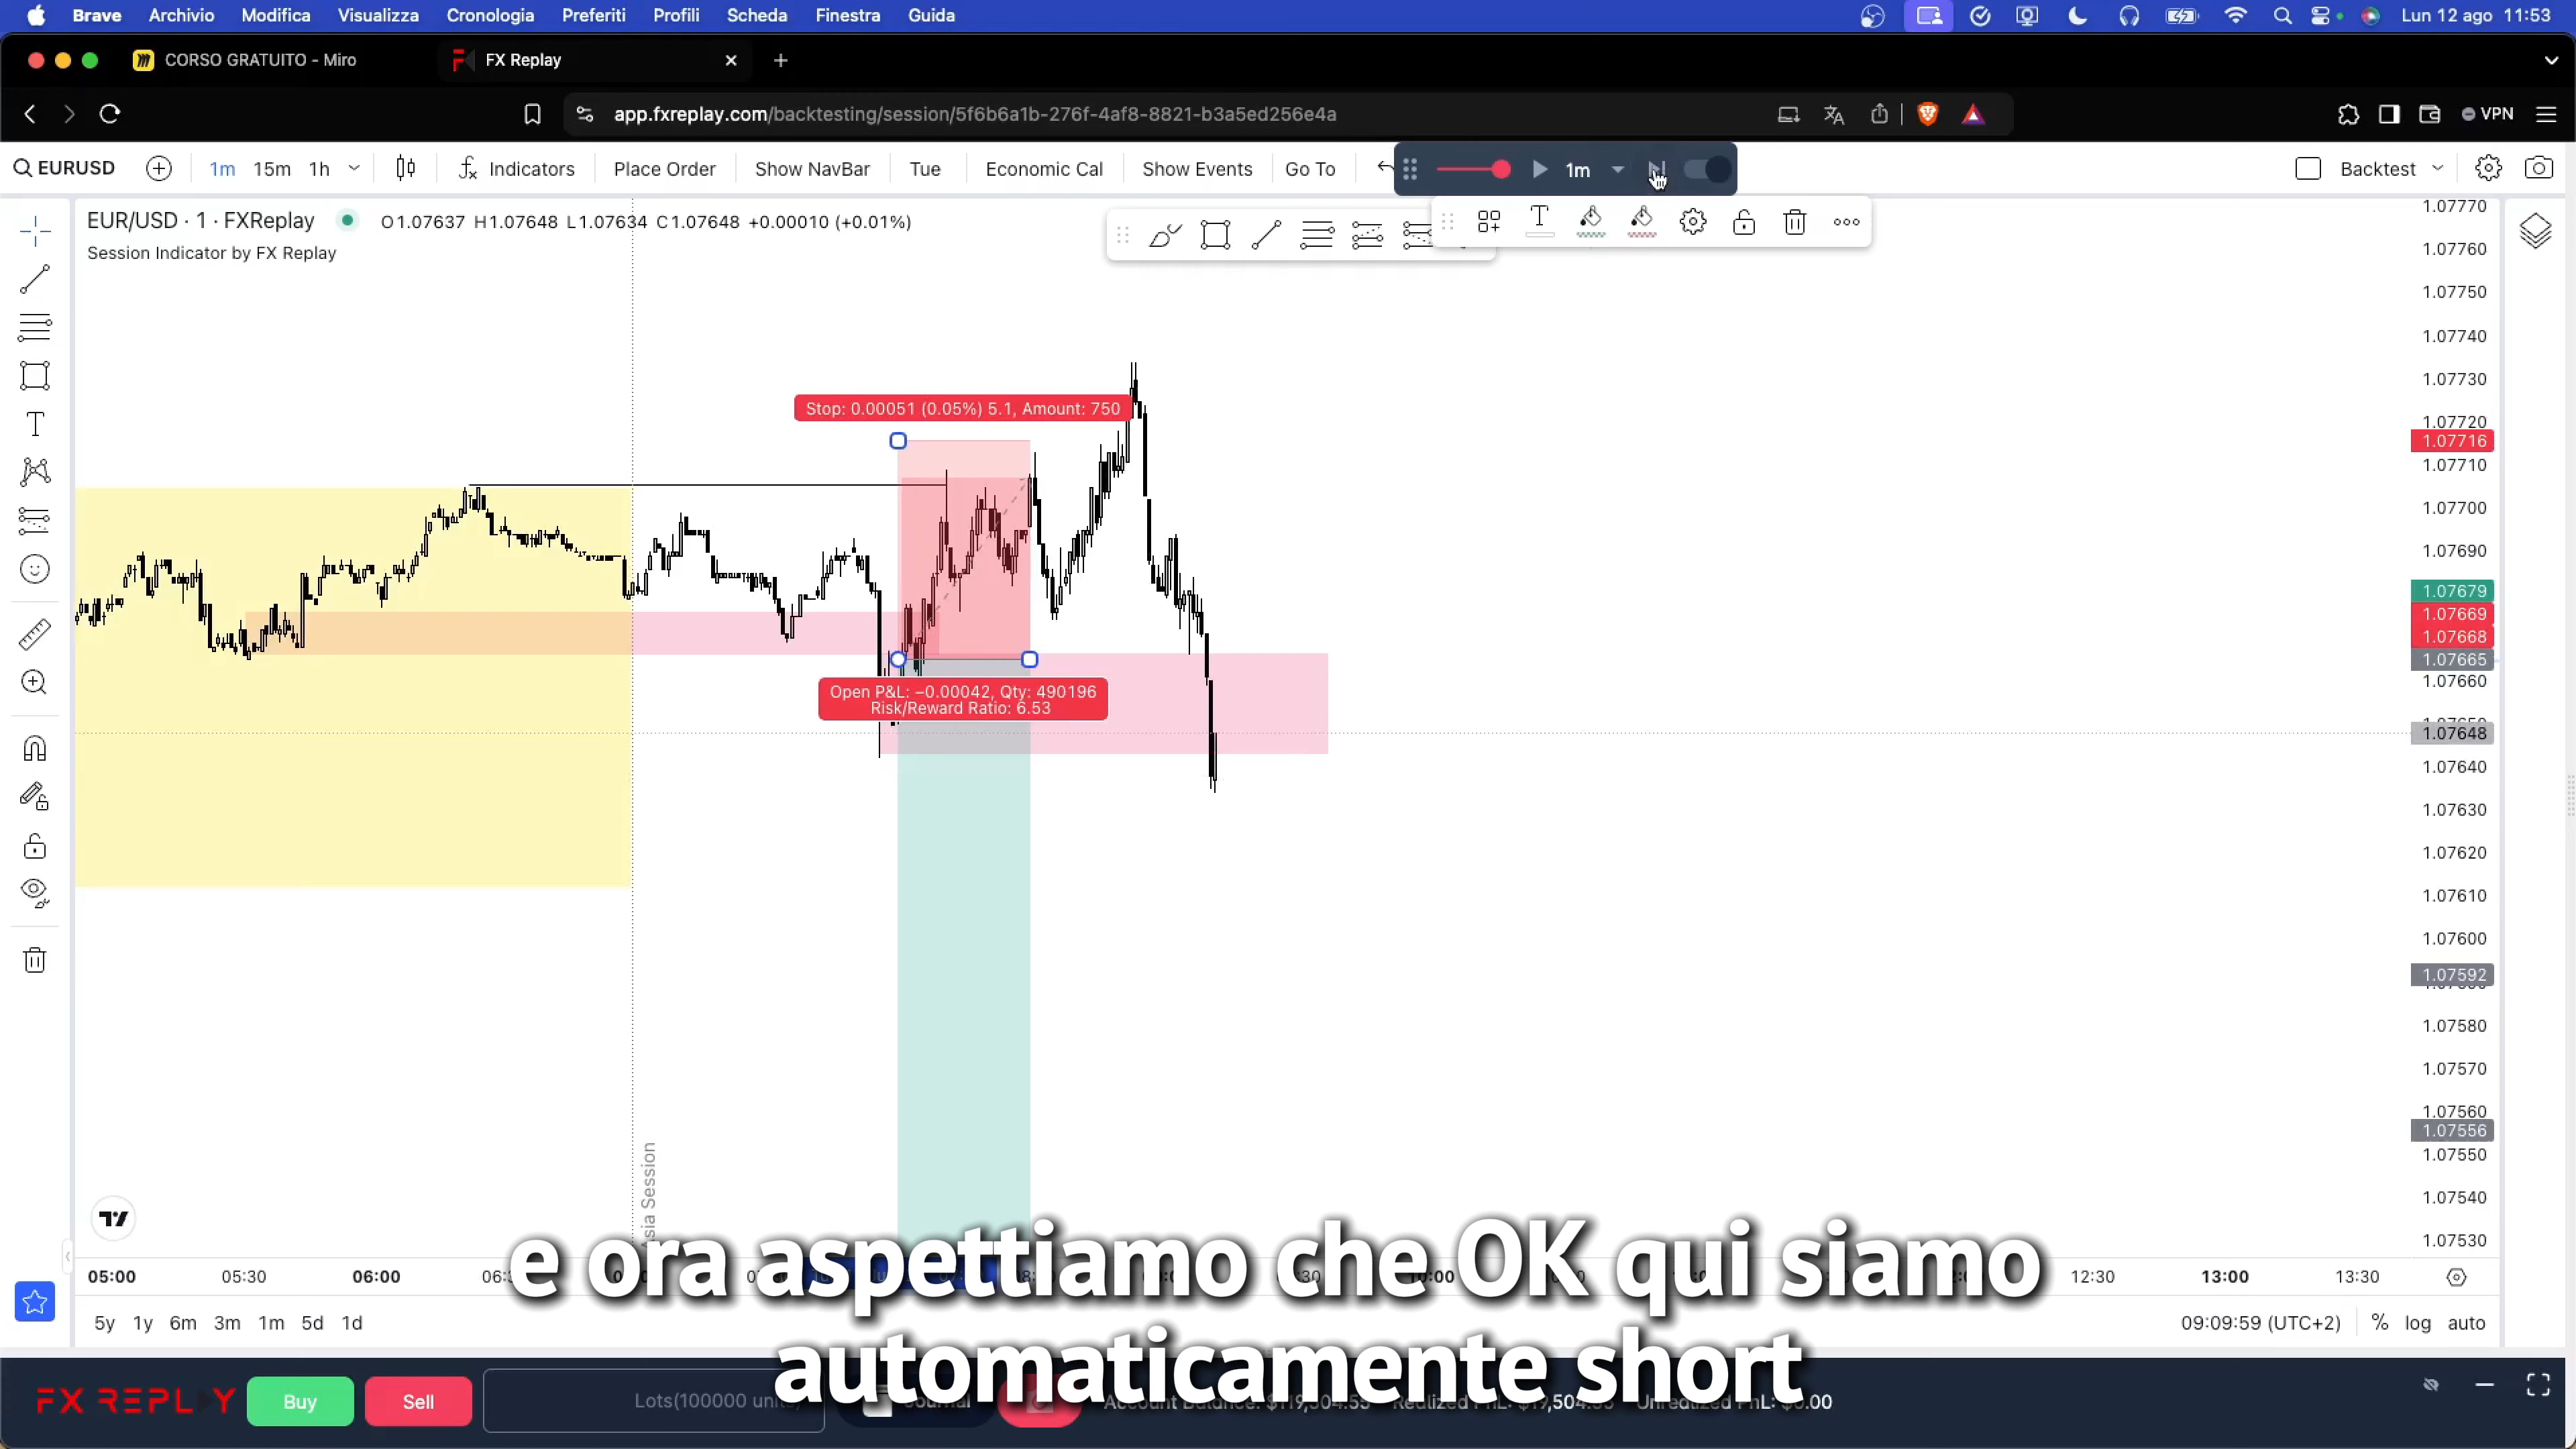 Brave Archivio Modifica Visualizza Cronologia Preferiti Profili Scheda Finestra Guida Lun 12 ago 11:53
CORSO GRATUITO - Miro FX Replay
app.fxreplay.com/backtesting/session/5f6b6a1b-276f-4af8-8821-b3a5ed256e4a VPN
EURUSD 1m 15m 1h Indicators Place Order Show NavBar Tue Economic Cal Show Events Go To 1m Backtest
EUR/USD · 1 · FXReplay O1.07637 H1.07648 L1.07634 C1.07648 +0.00010 (+0.01%)
Session Indicator by FX Replay
1.07770
1.07760
1.07750
1.07740
1.07730
1.07720
1.07716
1.07710
1.07700
1.07690
1.07679
1.07669
1.07668
1.07665
1.07660
1.07648
1.07640
1.07630
1.07620
1.07610
1.07600
1.07592
1.07580
1.07570
1.07560
1.07556
1.07550
1.07540
1.07530
Stop: 0.00051 (0.05%) 5.1, Amount: 750
Open P&L: −0.00042, Qty: 490196
Risk/Reward Ratio: 6.53
Session
e ora aspettiamo che OK qui siamo
automaticamente short
05:00 05:30 06:00 12:30 13:00 13:30
5y 1y 6m 3m 1m 5d 1d 09:09:59 (UTC+2) % log auto
FX REPLAY Buy Sell Lots(100000 units